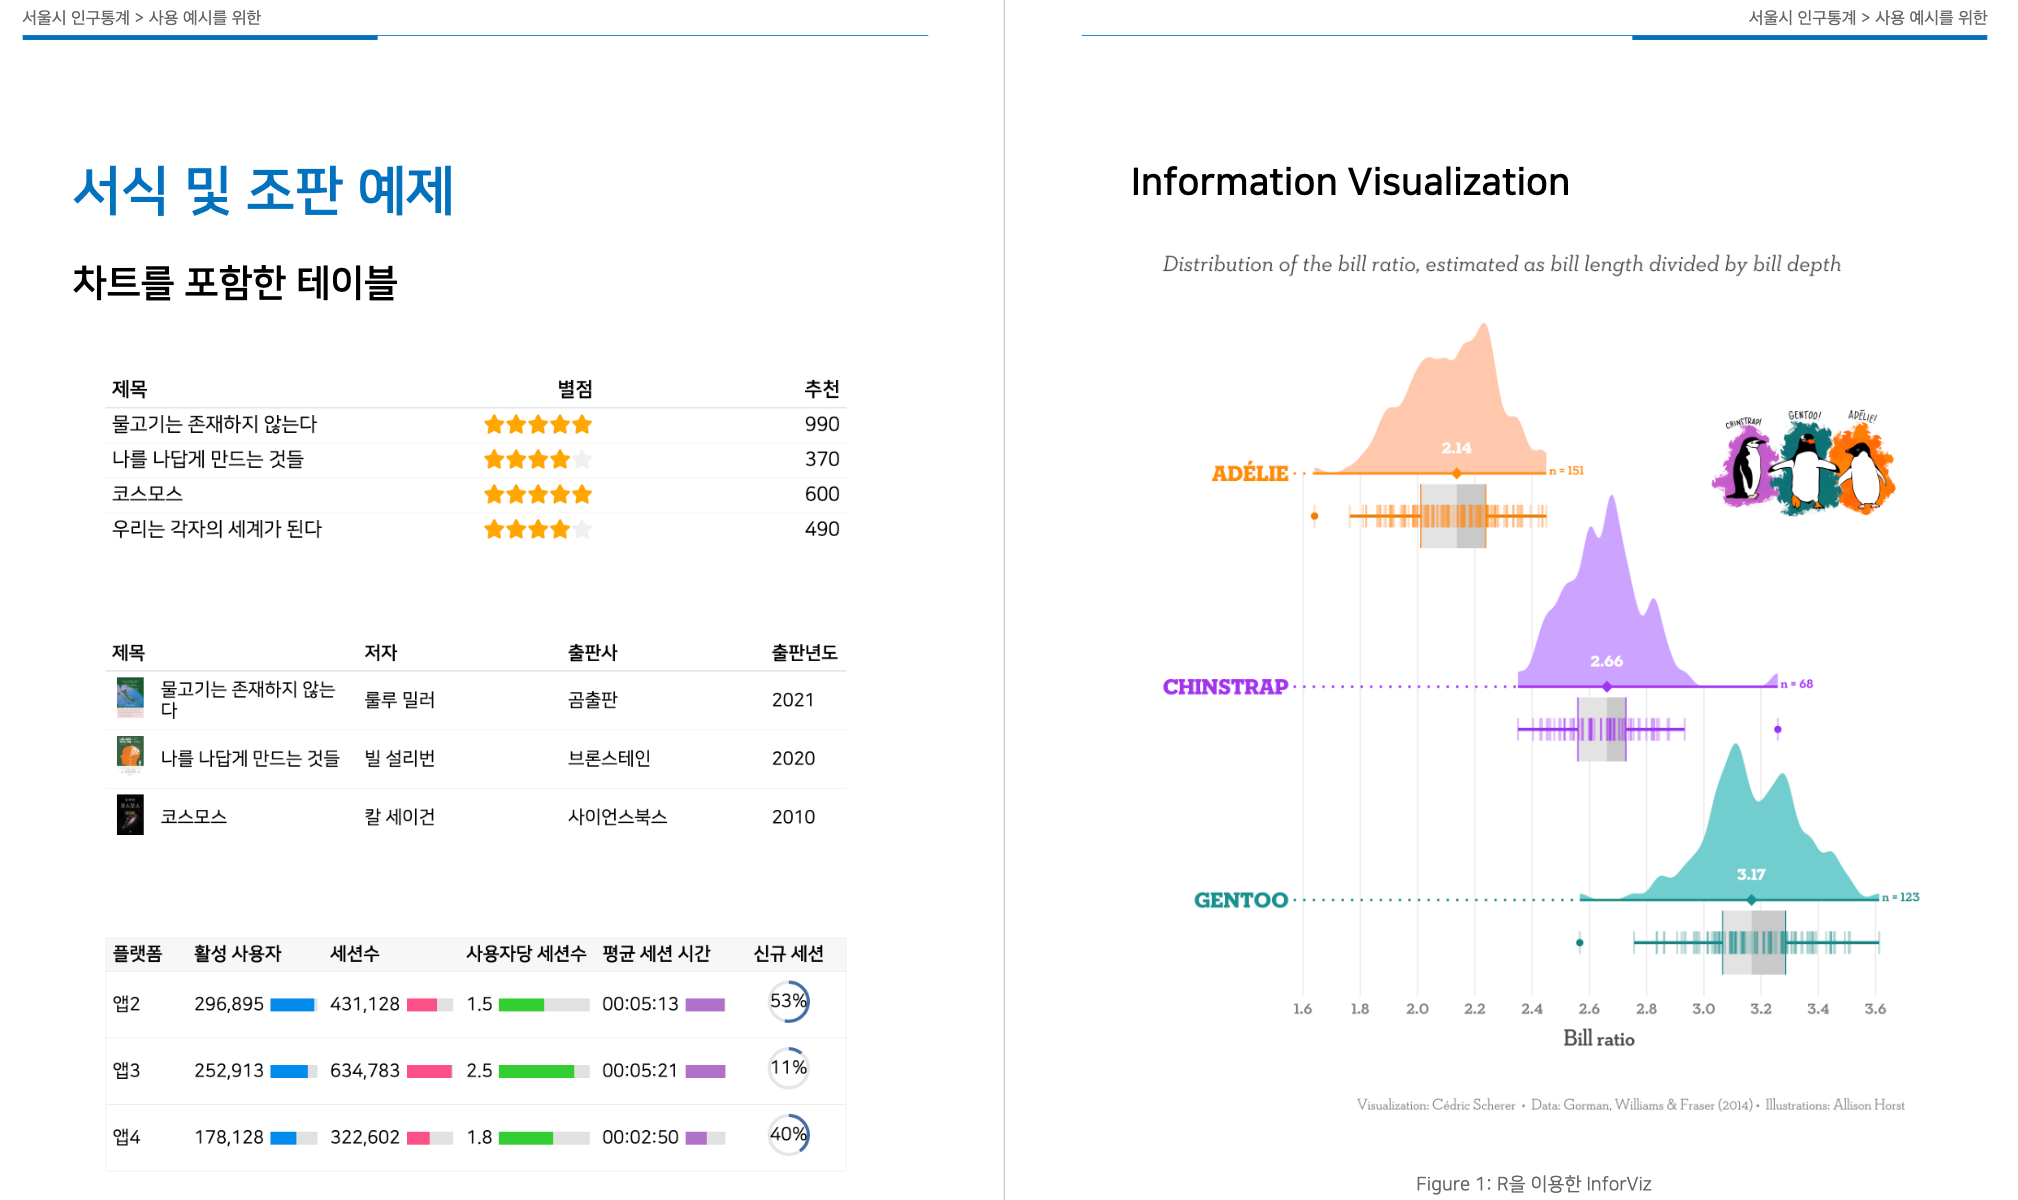 서울시 인구통계 > 사용 예시를 위한
서식 및 조판 예제
차트를 포함한 테이블
제목 별점 추천
물고기는 존재하지 않는다 990
나를 나답게 만드는 것들 370
코스모스 600
우리는 각자의 세계가 된다 490
제목 저자 출판사 출판년도
물고기는 존재하지 않는
다 룰루 밀러 곰출판 2021
나를 나답게 만드는 것들 빌 설리번 브론스테인 2020
코스모스 칼 세이건 사이언스북스 2010
플랫폼 활성 사용자 세션수 사용자당 세션수 평균 세션 시간 신규 세션
앱2 296,895 431,128 1.5 00:05:13 53%
앱3 252,913 634,783 2.5 00:05:21 11%
앱4 178,128 322,602 1.8 00:02:50 40%
서울시 인구통계 > 사용 예시를 위한
Information Visualization
Distribution of the bill ratio, estimated as bill length divided by bill depth
CHINSTRAP! GENTOO! ADÉLIE!
2.14
ADÉLIE n = 151
2.66
CHINSTRAP n = 68
3.17
GENTOO n = 123
1.6 1.8 2.0 2.2 2.4 2.6 2.8 3.0 3.2 3.4 3.6
Bill ratio
Visualization: Cédric Scherer • Data: Gorman, Williams & Fraser (2014) • Illustrations: Allison Horst
Figure 1: R을 이용한 InforViz